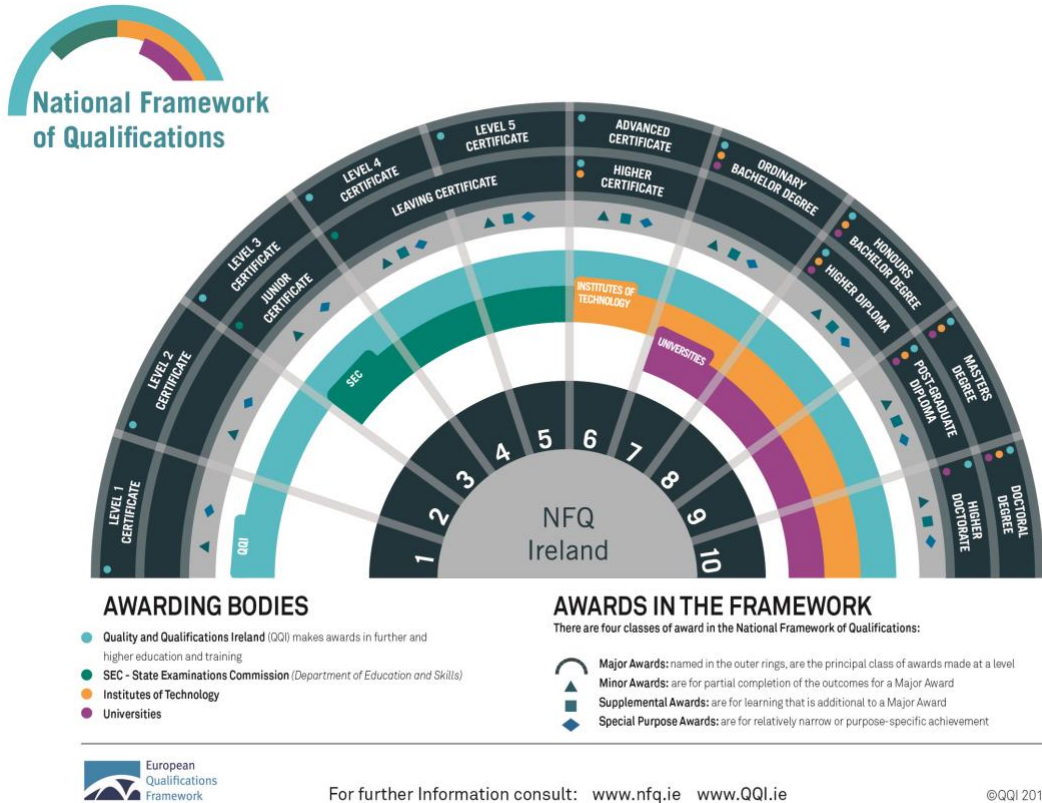 National Framework
of Qualifications
LEVEL 1
CERTIFICATE
LEVEL 2
CERTIFICATE
LEVEL 3
CERTIFICATE
JUNIOR
CERTIFICATE
LEVEL 4
CERTIFICATE
LEAVING CERTIFICATE
LEVEL 5
CERTIFICATE
ADVANCED
CERTIFICATE
HIGHER
CERTIFICATE
ORDINARY
BACHELOR DEGREE
HONOURS
BACHELOR DEGREE
HIGHER DIPLOMA
MASTERS
DEGREE
POST-GRADUATE
DIPLOMA
DOCTORAL
DEGREE
HIGHER
DOCTORATE
QQI
SEC
INSTITUTES OF
TECHNOLOGY
UNIVERSITIES
1
2
3
4
5
6
7
8
9
10
NFQ
Ireland
AWARDING BODIES
Quality and Qualifications Ireland (QQI) makes awards in further and
higher education and training
SEC - State Examinations Commission (Department of Education and Skills)
Institutes of Technology
Universities
AWARDS IN THE FRAMEWORK
There are four classes of award in the National Framework of Qualifications:
Major Awards: named in the outer rings, are the principal class of awards made at a level
Minor Awards: are for partial completion of the outcomes for a Major Award
Supplemental Awards: are for learning that is additional to a Major Award
Special Purpose Awards: are for relatively narrow or purpose-specific achievement
European
Qualifications
Framework
For further Information consult: www.nfq.ie www.QQI.ie
©QQI 201